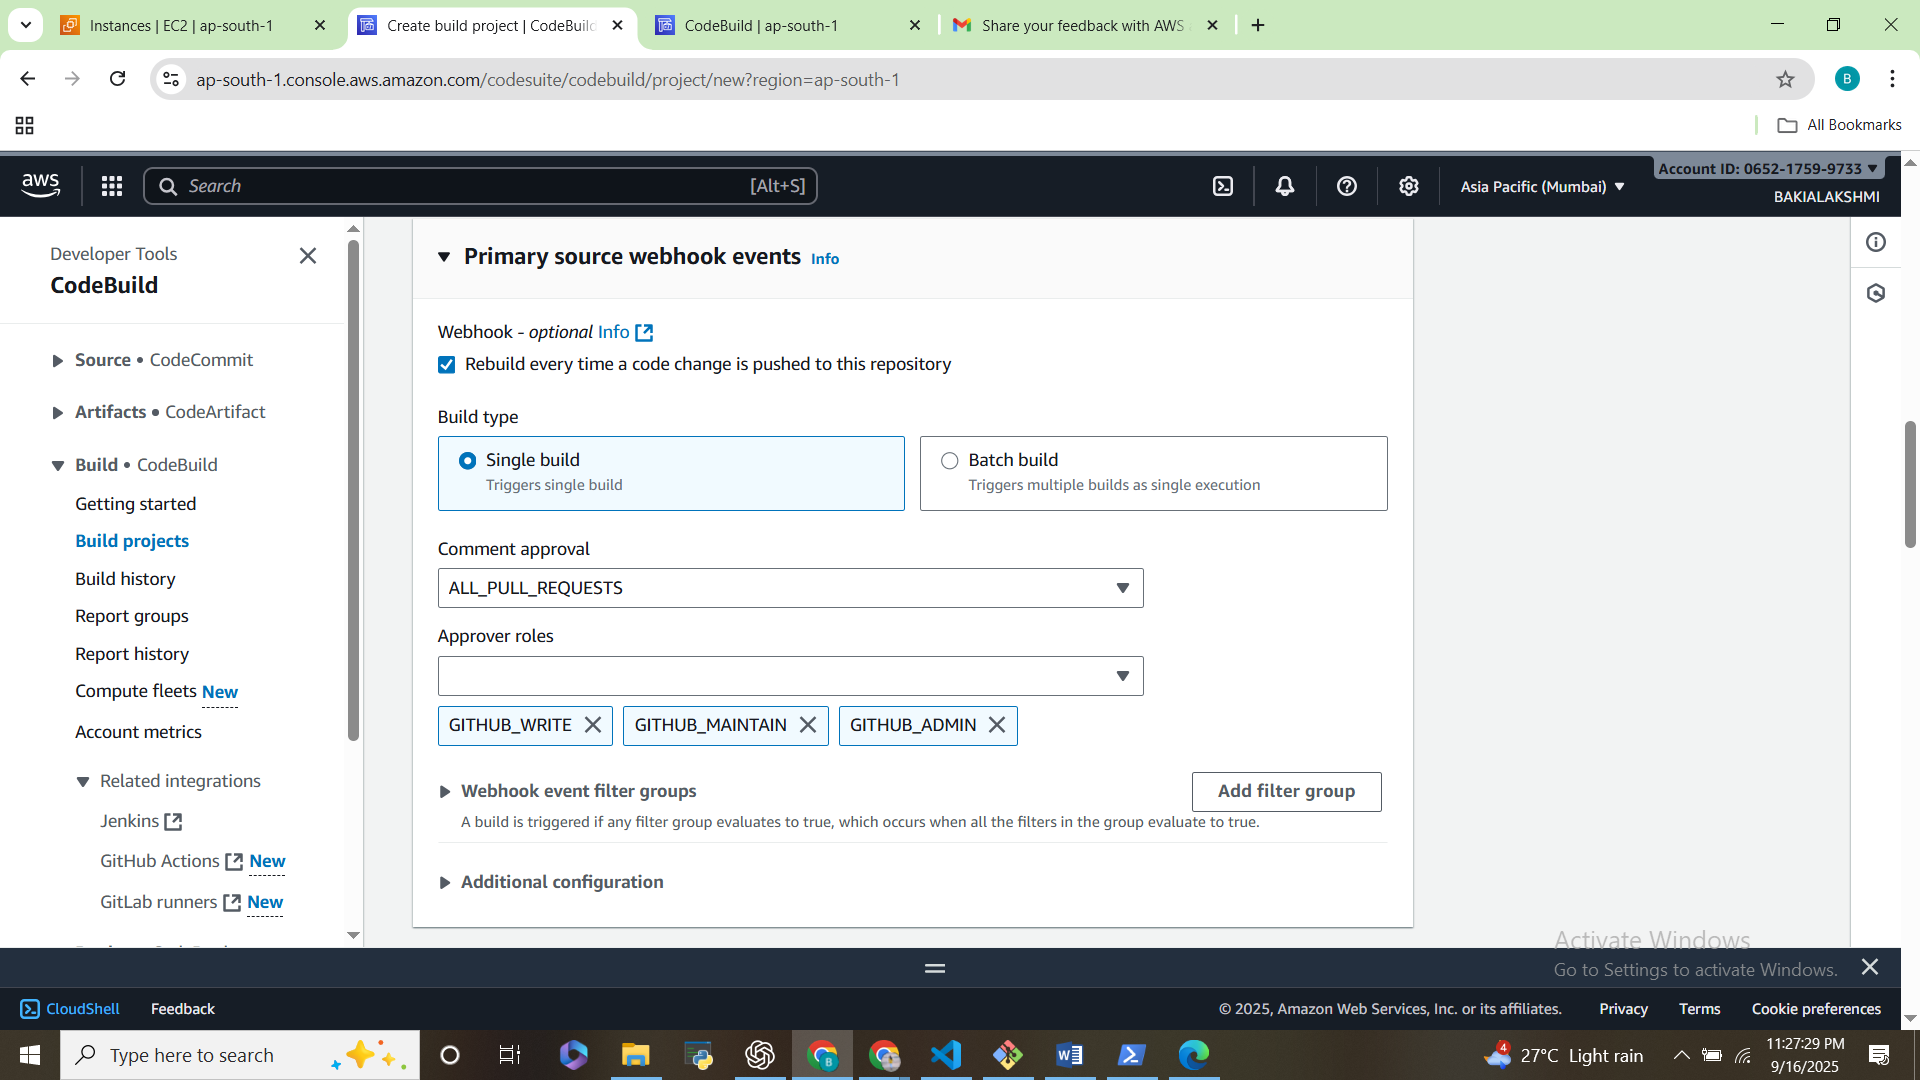 Instances | EC2 | ap-south-1
Create build project | CodeBuild
CodeBuild | ap-south-1
Share your feedback with AWS
ap-south-1.console.aws.amazon.com/codesuite/codebuild/project/new?region=ap-south-1
B
All Bookmarks
aws
Search
[Alt+S]
Asia Pacific (Mumbai)
Account ID: 0652-1759-9733
BAKIALAKSHMI
Developer Tools
CodeBuild
Source • CodeCommit
Artifacts • CodeArtifact
Build • CodeBuild
Getting started
Build projects
Build history
Report groups
Report history
Compute fleets New
Account metrics
Related integrations
Jenkins
GitHub Actions New
GitLab runners New
Primary source webhook events Info
Webhook - optional Info
Rebuild every time a code change is pushed to this repository
Build type
Single build
Triggers single build
Batch build
Triggers multiple builds as single execution
Comment approval
ALL_PULL_REQUESTS
Approver roles
GITHUB_WRITE
GITHUB_MAINTAIN
GITHUB_ADMIN
Webhook event filter groups
Add filter group
A build is triggered if any filter group evaluates to true, which occurs when all the filters in the group evaluate to true.
Additional configuration
Activate Windows
Go to Settings to activate Windows.
CloudShell
Feedback
© 2025, Amazon Web Services, Inc. or its affiliates.
Privacy
Terms
Cookie preferences
Type here to search
B
4
27°C Light rain
11:27:29 PM
9/16/2025